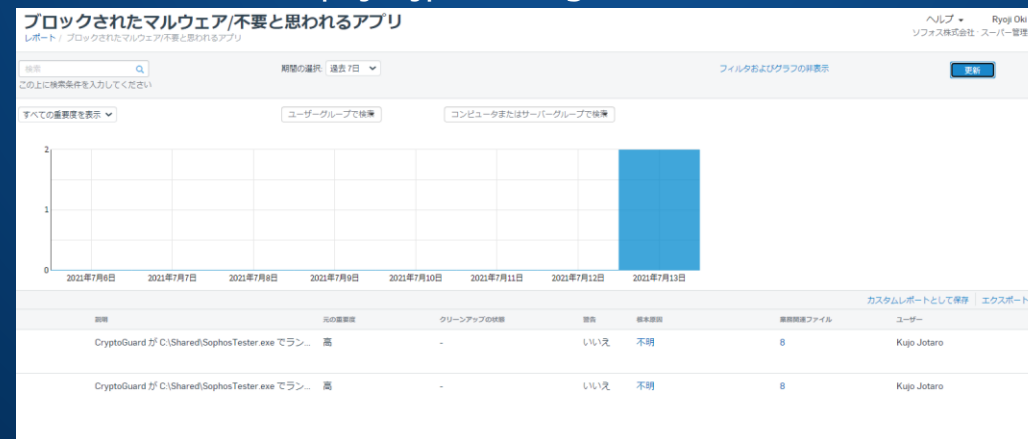 ブロックされたマルウェア/不要と思われるアプリ
ヘルプ Ryoji Oki
レポート / ブロックされたマルウェア/不要と思われるアプリ
ソフォス株式会社 · スーパー管理
検索 期間の選択: 過去 7日 フィルタおよびグラフの非表示 更新
この上に検索条件を入力してください
すべての重要度を表示 ユーザーグループで検索 コンピュータまたはサーバーグループで検索
2
1
0
2021年7月6日 2021年7月7日 2021年7月8日 2021年7月9日 2021年7月10日 2021年7月11日 2021年7月12日 2021年7月13日
カスタムレポートとして保存 エクスポート
説明 元の重要度 クリーンアップの状態 警告 根本原因 業務関連ファイル ユーザー
CryptoGuard が C:\Shared\SophosTester.exe でラン... 高 - いいえ 不明 8 Kujo Jotaro
CryptoGuard が C:\Shared\SophosTester.exe でラン... 高 - いいえ 不明 8 Kujo Jotaro